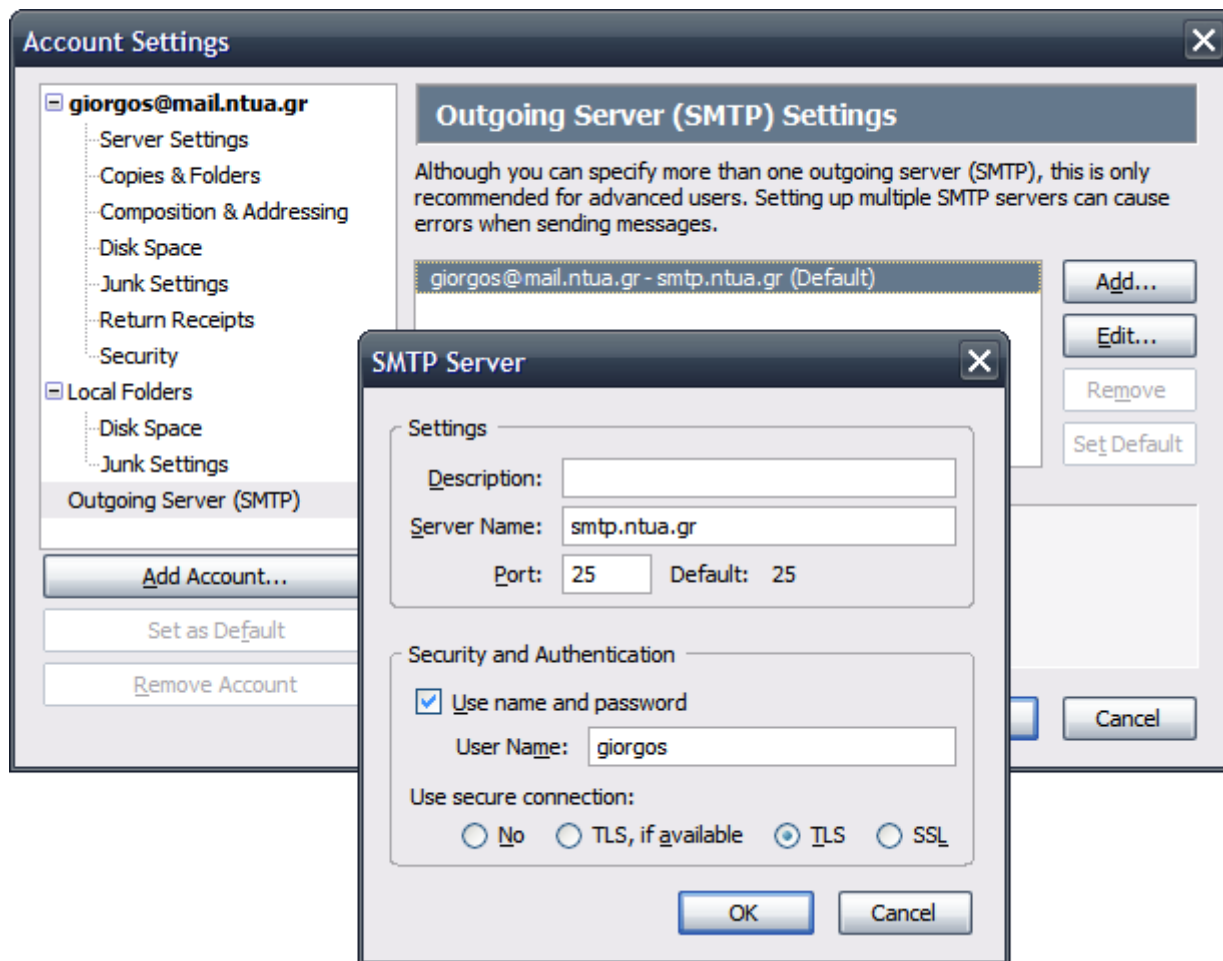 Account Settings
giorgos@mail.ntua.gr
Server Settings
Copies & Folders
Composition & Addressing
Disk Space
Junk Settings
Return Receipts
Security
Local Folders
Disk Space
Junk Settings
Outgoing Server (SMTP)
Add Account...
Set as Default
Remove Account
Outgoing Server (SMTP) Settings
Although you can specify more than one outgoing server (SMTP), this is only
recommended for advanced users. Setting up multiple SMTP servers can cause
errors when sending messages.
giorgos@mail.ntua.gr - smtp.ntua.gr (Default)
Add...
Edit...
Remove
Set Default
Cancel
SMTP Server
Settings
Description:
Server Name: smtp.ntua.gr
Port: 25 Default: 25
Security and Authentication
Use name and password
User Name: giorgos
Use secure connection:
No TLS, if available TLS SSL
OK Cancel